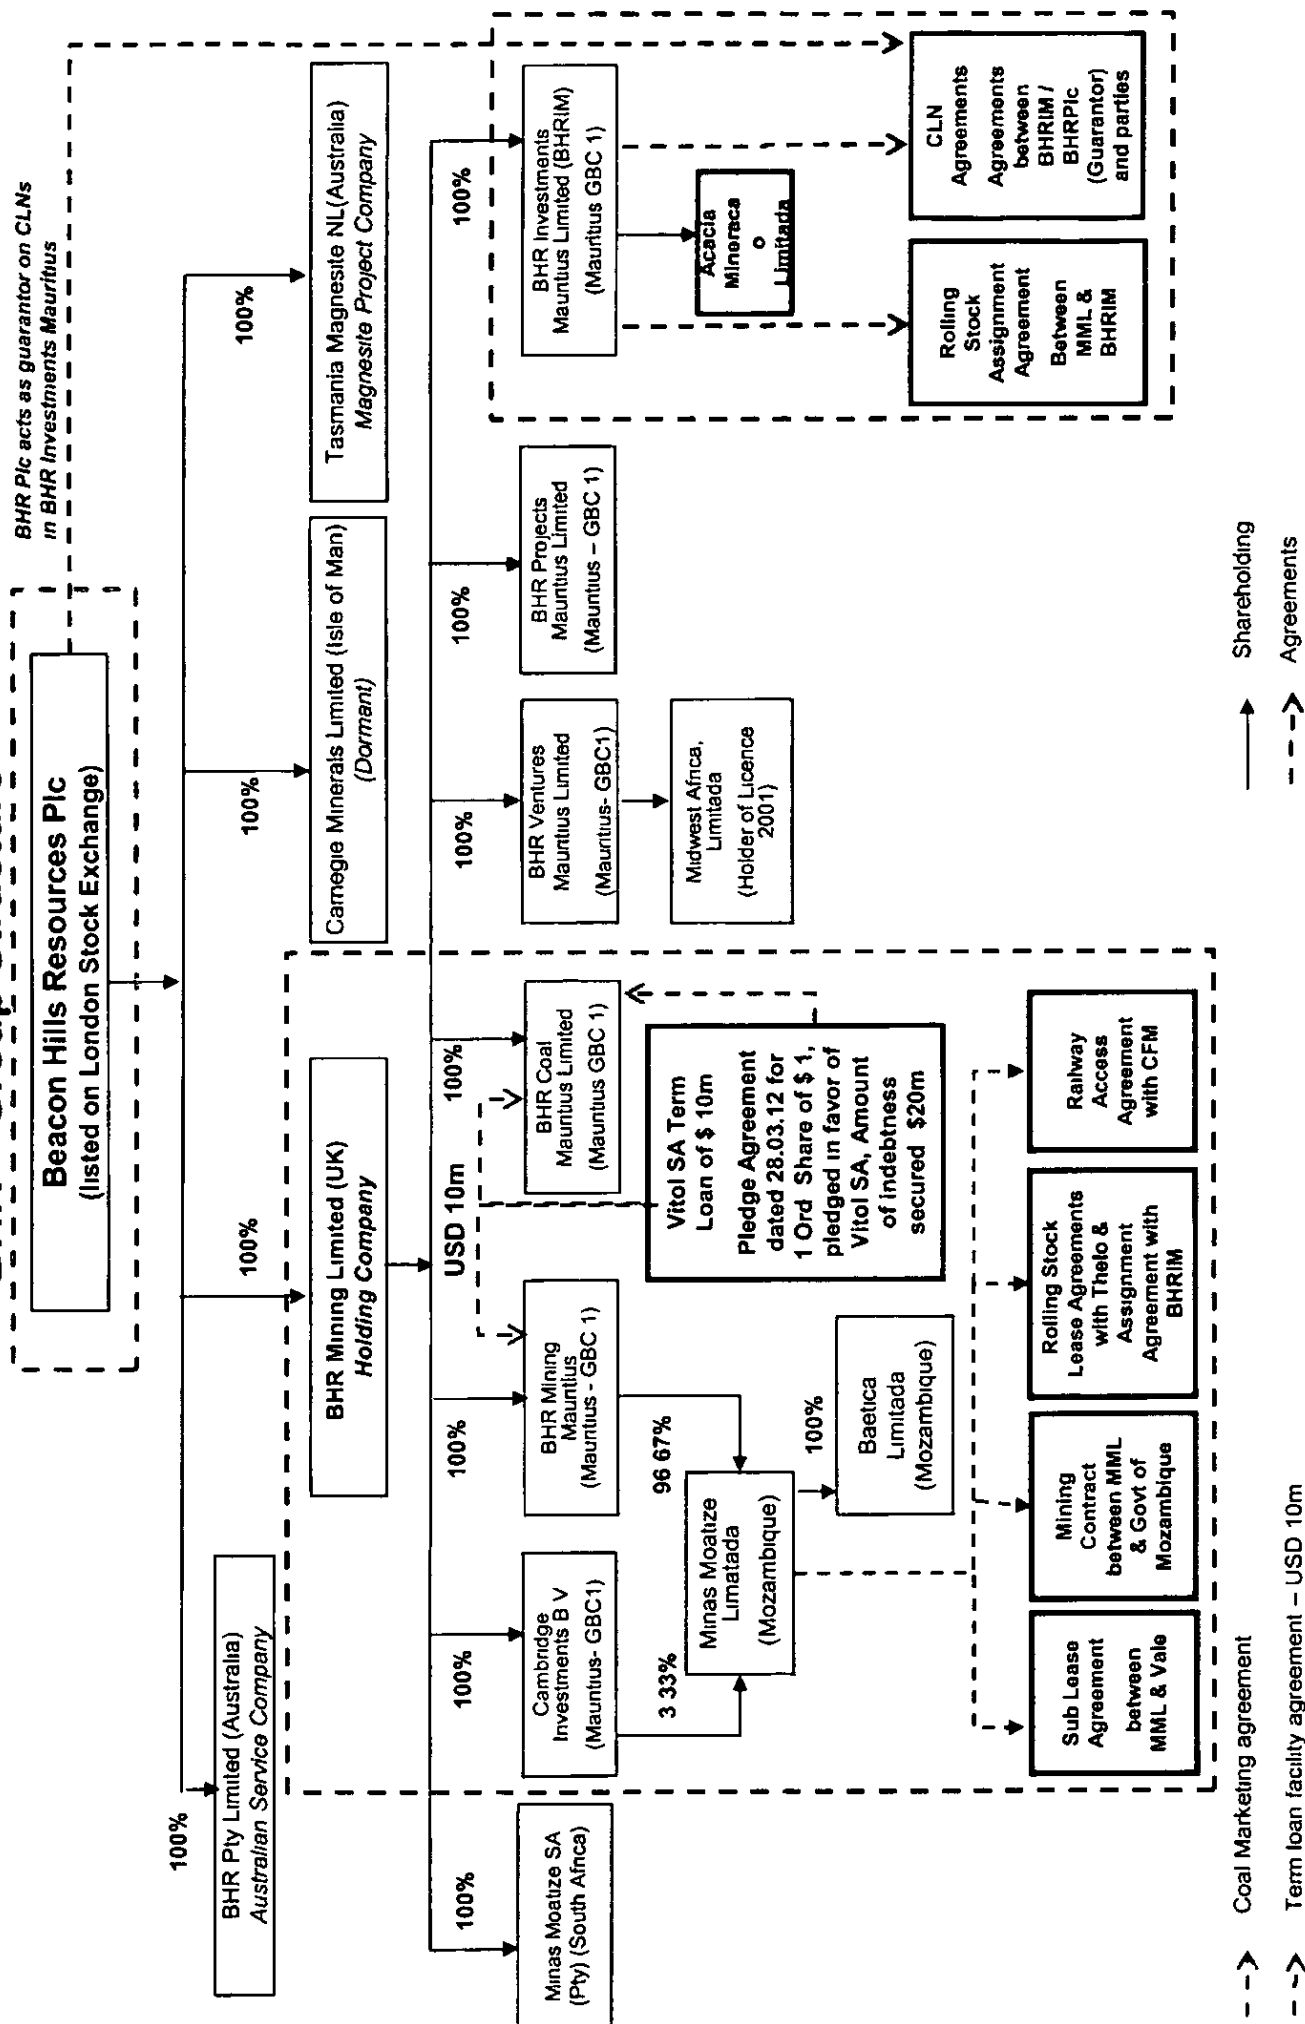 Beacon Hills Resources Plc
(listed on London Stock Exchange)
BHR Plc acts as guarantor on CLNs
in BHR Investments Mauritius
100%
100%
100%
100%
BHR Pty Limited (Australia)
Australian Service Company
BHR Mining Limited (UK)
Holding Company
Carnegie Minerals Limited (Isle of Man)
(Dormant)
Tasmania Magnesite NL(Australia)
Magnesite Project Company
100%
100%
100%
USD 10m
100%
100%
100%
100%
Minas Moatize SA
(Pty) (South Africa)
Cambridge
Investments B V
(Mauritius- GBC1)
BHR Mining
Mauritius
(Mauritius - GBC 1)
BHR Coal
Mauritius Limited
(Mauritius GBC 1)
BHR Ventures
Mauritius Limited
(Mauritius- GBC1)
BHR Projects
Mauritius Limited
(Mauritius – GBC 1)
BHR Investments
Mauritius Limited (BHRIM)
(Mauritius GBC 1)
3 33%
96 67%
Minas Moatize
Limatada
(Mozambique)
100%
Baetica
Limitada
(Mozambique)
Vitol SA Term
Loan of $ 10m
Pledge Agreement
dated 28.03.12 for
1 Ord Share of $ 1,
pledged in favor of
Vitol SA, Amount
of indebtness
secured $20m
Midwest Africa,
Limitada
(Holder of Licence
2001)
Acacia
Mineraca
o
Limitada
Sub Lease
Agreement
between
MML & Vale
Mining
Contract
between MML
& Govt of
Mozambique
Rolling Stock
Lease Agreements
with Thelo &
Assignment
Agreement with
BHRIM
Railway
Access
Agreement
with CFM
Rolling
Stock
Assignment
Agreement
Between
MML &
BHRIM
CLN
Agreements
Agreements
between
BHRIM /
BHRPlc
(Guarantor)
and parties
Coal Marketing agreement
Shareholding
Term loan facility agreement – USD 10m
Agreements